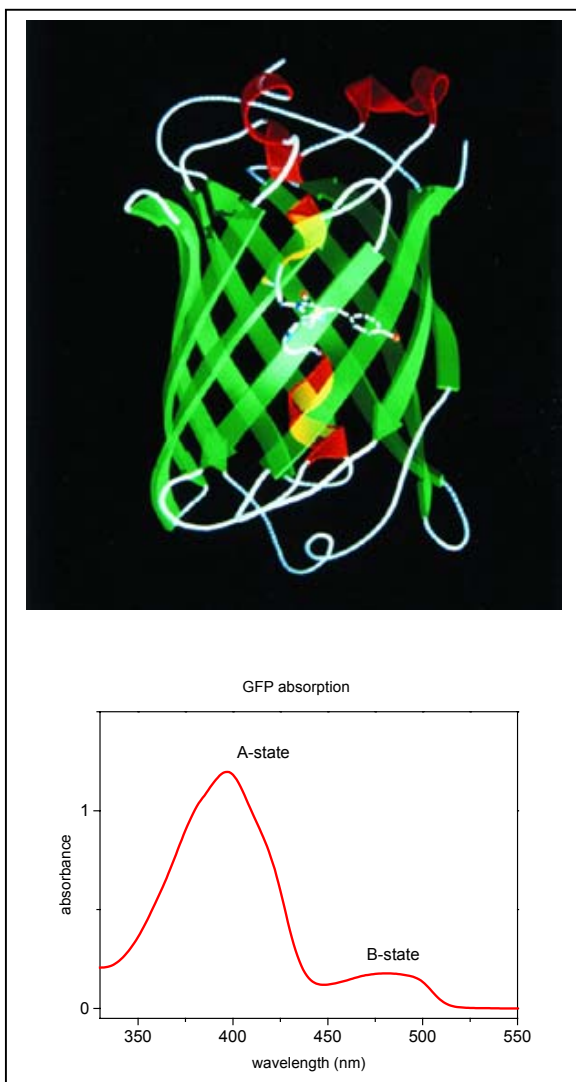 GFP absorption
A-state
1
absorbance
B-state
0
350 400 450 500 550
wavelength (nm)